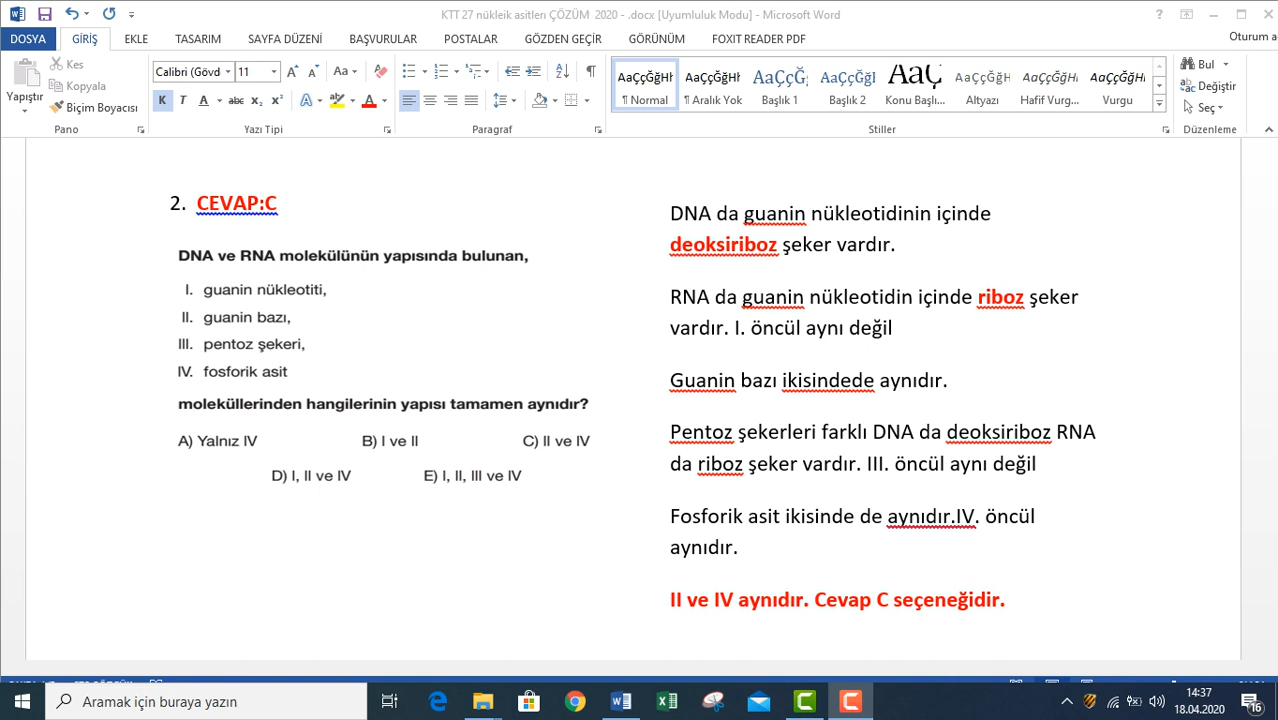 KTT 27 nükleik asitleri ÇÖZÜM 2020 - .docx [Uyumluluk Modu] - Microsoft Word
DOSYA GİRİŞ EKLE TASARIM SAYFA DÜZENİ BAŞVURULAR POSTALAR GÖZDEN GEÇİR GÖRÜNÜM FOXIT READER PDF Oturum a
Yapıştır
Kes
Kopyala
Biçim Boyacısı
Calibri (Gövd 11
AaÇçĞğHł AaÇçĞğHł AaÇçĞğ AaÇçĞğł AaÇç AaÇçĞğHł AaÇçĞğHł AaÇçĞğHł
¶ Normal ¶ Aralık Yok Başlık 1 Başlık 2 Konu Başlı... Altyazı Hafif Vurg... Vurgu
Bul
Değiştir
Seç
Pano Yazı Tipi Paragraf Stiller Düzenleme
2. CEVAP:C
DNA ve RNA molekülünün yapısında bulunan,
I. guanin nükleotiti,
II. guanin bazı,
III. pentoz şekeri,
IV. fosforik asit
moleküllerinden hangilerinin yapısı tamamen aynıdır?
A) Yalnız IV B) I ve II C) II ve IV
D) I, II ve IV E) I, II, III ve IV
DNA da guanin nükleotidinin içinde
deoksiriboz şeker vardır.
RNA da guanin nükleotidin içinde riboz şeker
vardır. I. öncül aynı değil
Guanin bazı ikisindede aynıdır.
Pentoz şekerleri farklı DNA da deoksiriboz RNA
da riboz şeker vardır. III. öncül aynı değil
Fosforik asit ikisinde de aynıdır.IV. öncül
aynıdır.
II ve IV aynıdır. Cevap C seçeneğidir.
Aramak için buraya yazın
14:37
18.04.2020
16